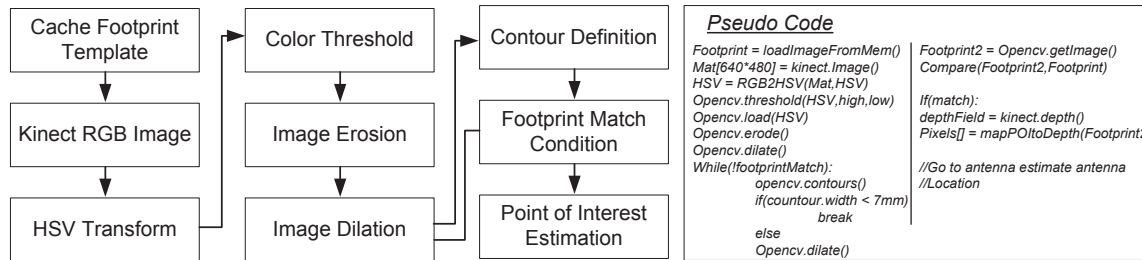 Cache Footprint
Template
Kinect RGB Image
HSV Transform
Color Threshold
Image Erosion
Image Dilation
Contour Definition
Footprint Match
Condition
Point of Interest
Estimation
Pseudo Code
Footprint = loadImageFromMem()
Mat[640*480] = kinect.Image()
HSV = RGB2HSV(Mat,HSV)
Opencv.threshold(HSV,high,low)
Opencv.load(HSV)
Opencv.erode()
Opencv.dilate()
While(!footprintMatch):
opencv.contours()
if(countour.width < 7mm)
break
else
Opencv.dilate()
Footprint2 = Opencv.getImage()
Compare(Footprint2,Footprint)
If(match):
depthField = kinect.depth()
Pixels[] = mapPOItoDepth(Footprint2
//Go to antenna estimate antenna
//Location